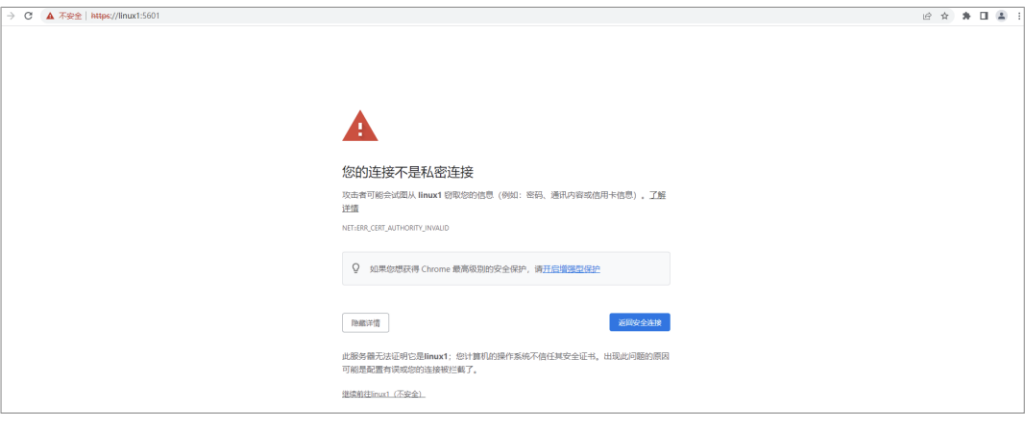 不安全 | https://linux1:5601
您的连接不是私密连接
攻击者可能会试图从 linux1 窃取您的信息（例如：密码、通讯内容或信用卡信息）。了解
详情
NET::ERR_CERT_AUTHORITY_INVALID
如果您想获得 Chrome 最高级别的安全保护，请开启增强型保护
隐藏详情
返回安全连接
此服务器无法证明它是linux1；您计算机的操作系统不信任其安全证书。出现此问题的原因
可能是配置有误或您的连接被拦截了。
继续前往linux1（不安全）